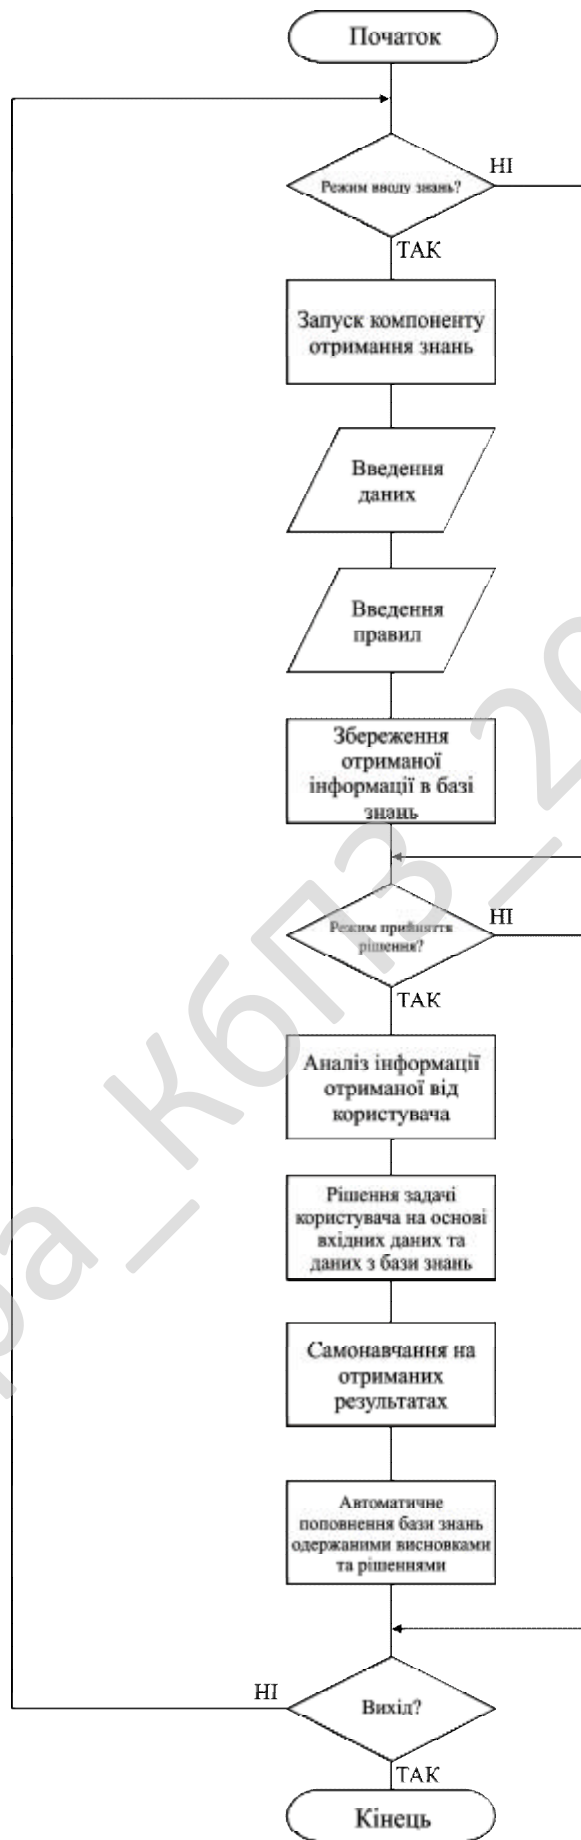 Початок
Режим вводу знань?
НІ
ТАК
Запуск компоненту
отримання знань
Введення
даних
Введення
правил
Збереження
отриманої
інформації в базі
знань
Режим прийняття
рішення?
НІ
ТАК
Аналіз інформації
отриманої від
користувача
Рішення задачі
користувача на основі
вхідних даних та
даних з бази знань
Самонавчання на
отриманих
результатах
Автоматичне
поповнення бази знань
одержаними висновками
та рішеннями
НІ
Вихід?
ТАК
Кінець
ра_КбПЗ_20